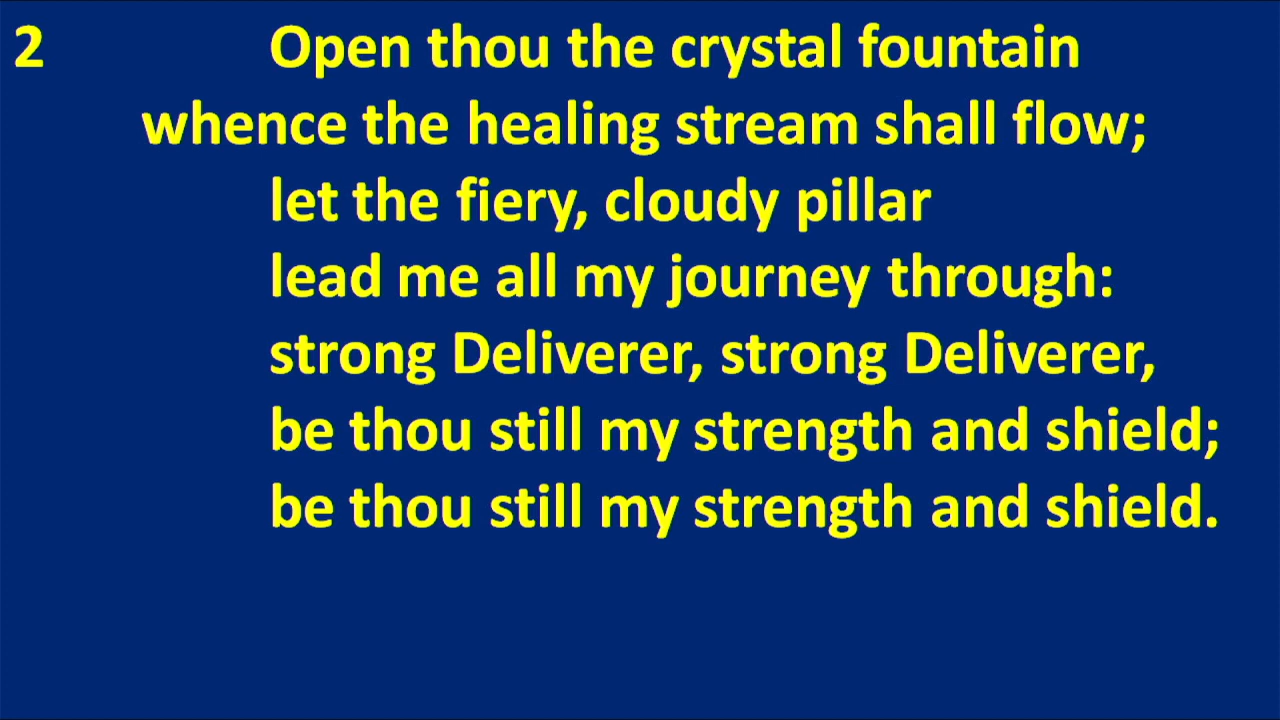 2 Open thou the crystal fountain
whence the healing stream shall flow;
let the fiery, cloudy pillar
lead me all my journey through:
strong Deliverer, strong Deliverer,
be thou still my strength and shield;
be thou still my strength and shield.